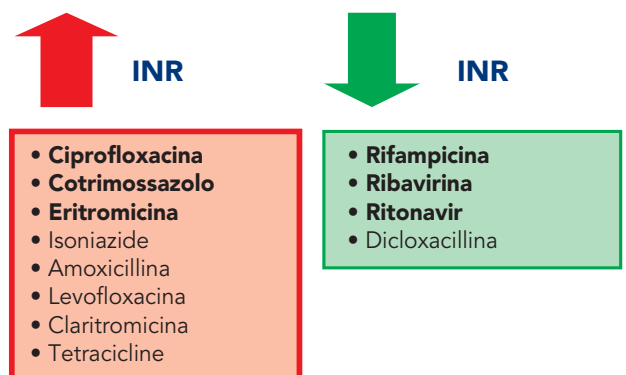 INR
• Ciprofloxacina
• Cotrimossazolo
• Eritromicina
• Isoniazide
• Amoxicillina
• Levofloxacina
• Claritromicina
• Tetracicline
INR
• Rifampicina
• Ribavirina
• Ritonavir
• Dicloxacillina